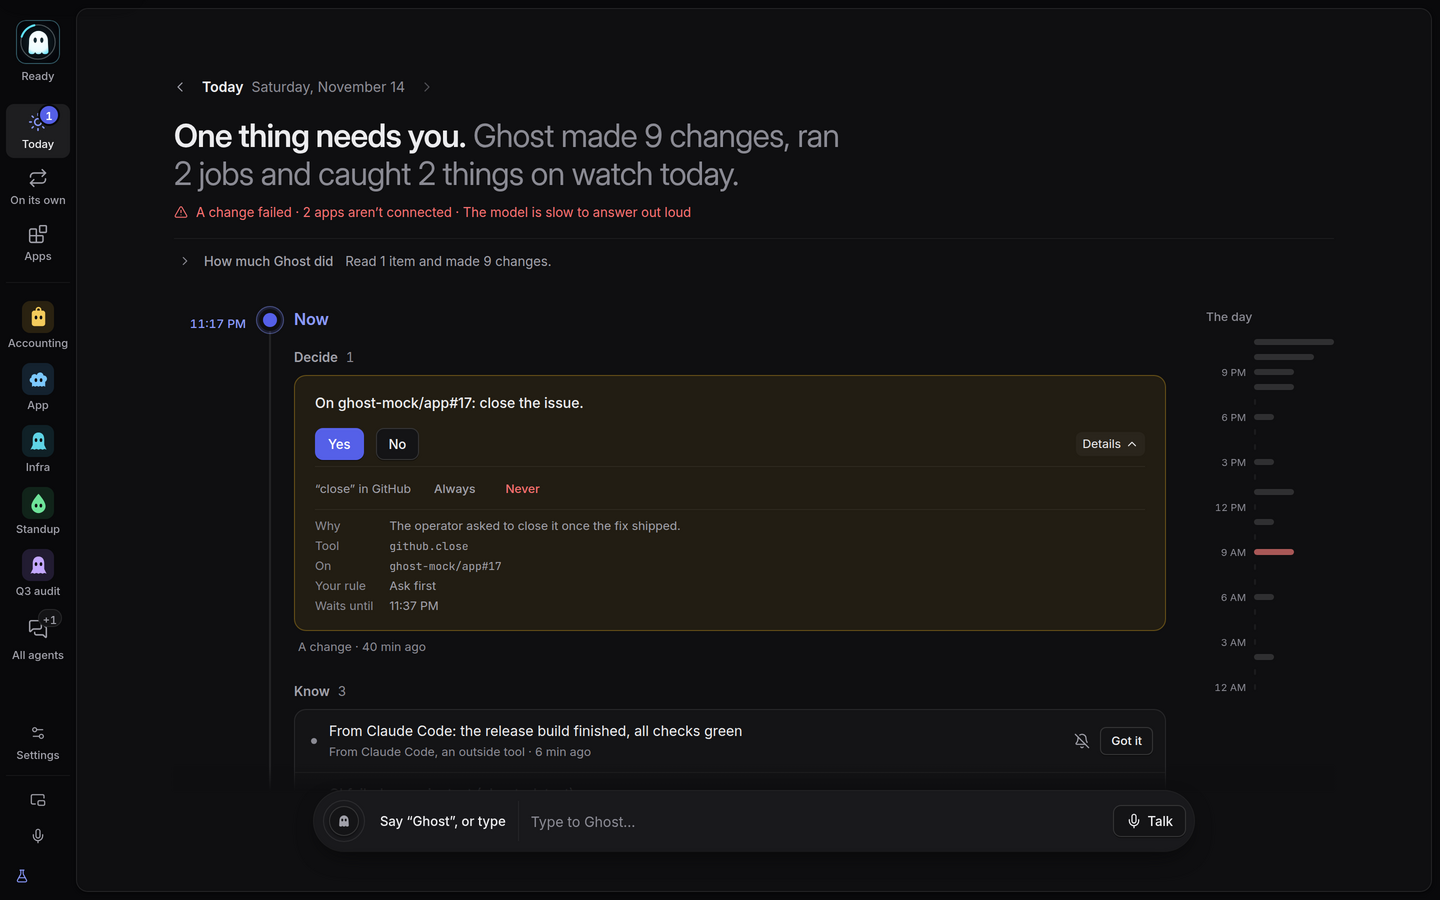 Ready
1
Today
On its own
Apps
Accounting
App
Infra
Standup
Q3 audit
+1
All agents
Settings
Today Saturday, November 14
One thing needs you. Ghost made 9 changes, ran
2 jobs and caught 2 things on watch today.
A change failed · 2 apps aren’t connected · The model is slow to answer out loud
How much Ghost did Read 1 item and made 9 changes.
11:17 PM Now
Decide 1
On ghost-mock/app#17: close the issue.
Yes No Details
“close” in GitHub Always Never
Why The operator asked to close it once the fix shipped.
Tool github.close
On ghost-mock/app#17
Your rule Ask first
Waits until 11:37 PM
A change · 40 min ago
Know 3
From Claude Code: the release build finished, all checks green
From Claude Code, an outside tool · 6 min ago
Got it
The day
9 PM
6 PM
3 PM
12 PM
9 AM
6 AM
3 AM
12 AM
Say “Ghost”, or type Type to Ghost... Talk